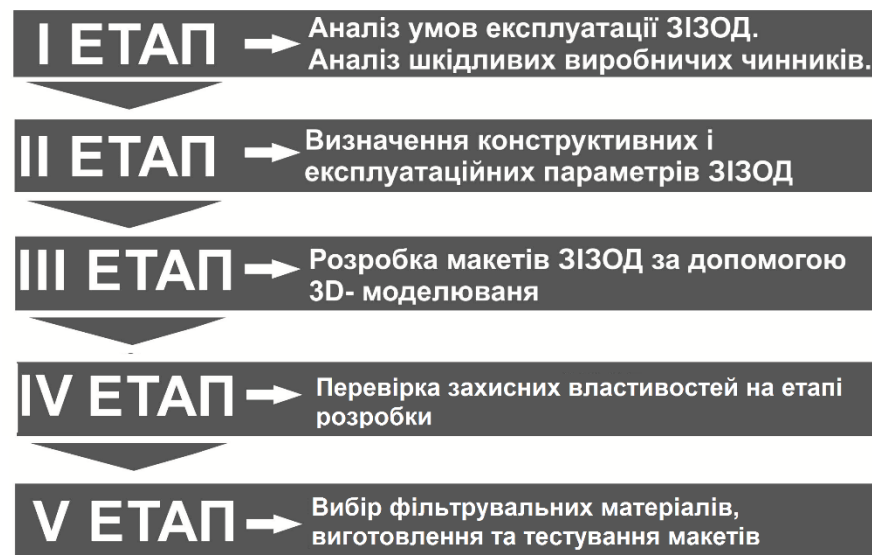 I ЕТАП
Аналіз умов експлуатації ЗІЗОД.
Аналіз шкідливих виробничих чинників.
II ЕТАП
Визначення конструктивних і
експлуатаційних параметрів ЗІЗОД
III ЕТАП
Розробка макетів ЗІЗОД за допомогою
3D- моделюваня
IV ЕТАП
Перевірка захисних властивостей на етапі
розробки
V ЕТАП
Вибір фільтрувальних матеріалів,
виготовлення та тестування макетів